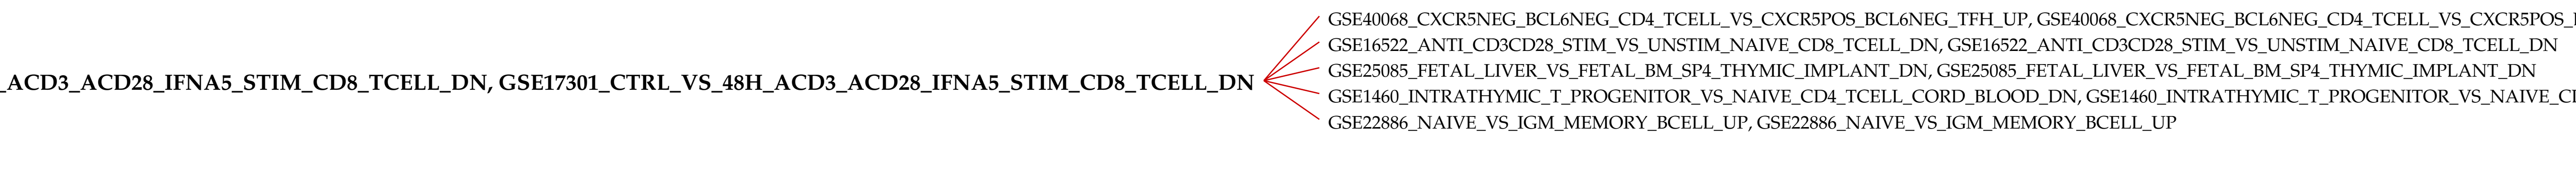 GSE40068_CXCR5NEG_BCL6NEG_CD4_TCELL_VS_CXCR5POS_BCL6NEG_TFH_UP, GSE40068_CXCR5NEG_BCL6NEG_CD4_TCELL_VS_CXCR5POS_
GSE16522_ANTI_CD3CD28_STIM_VS_UNSTIM_NAIVE_CD8_TCELL_DN, GSE16522_ANTI_CD3CD28_STIM_VS_UNSTIM_NAIVE_CD8_TCELL_DN
GSE25085_FETAL_LIVER_VS_FETAL_BM_SP4_THYMIC_IMPLANT_DN, GSE25085_FETAL_LIVER_VS_FETAL_BM_SP4_THYMIC_IMPLANT_DN
_ACD3_ACD28_IFNA5_STIM_CD8_TCELL_DN, GSE17301_CTRL_VS_48H_ACD3_ACD28_IFNA5_STIM_CD8_TCELL_DN
GSE1460_INTRATHYMIC_T_PROGENITOR_VS_NAIVE_CD4_TCELL_CORD_BLOOD_DN, GSE1460_INTRATHYMIC_T_PROGENITOR_VS_NAIVE_C
GSE22886_NAIVE_VS_IGM_MEMORY_BCELL_UP, GSE22886_NAIVE_VS_IGM_MEMORY_BCELL_UP